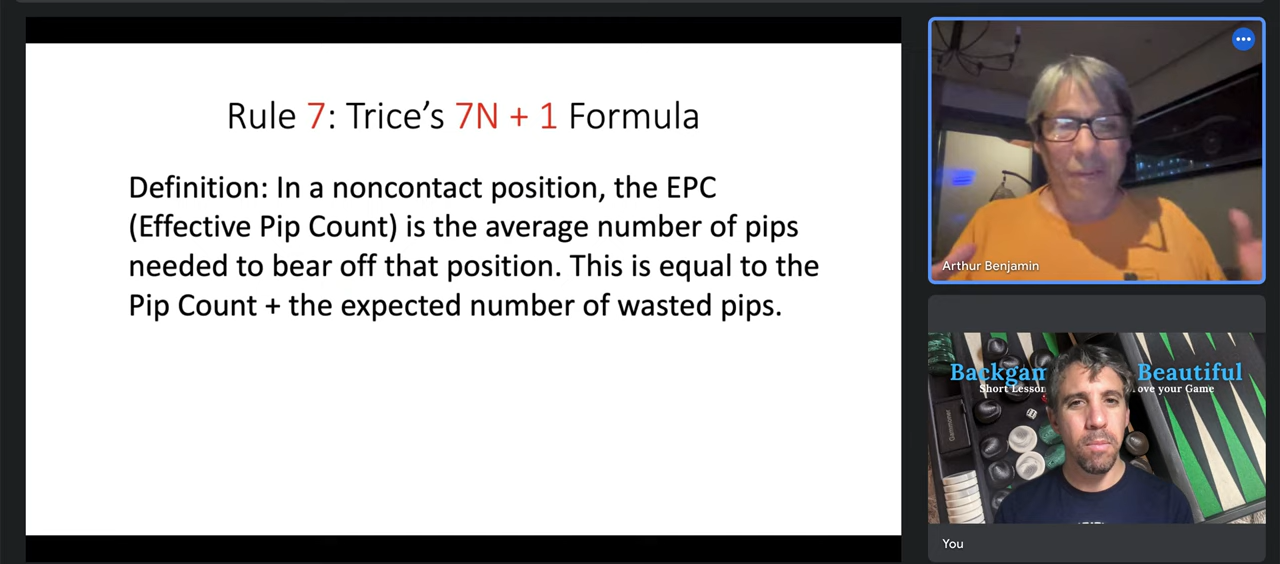 Rule 7: Trice’s 7N + 1 Formula
Definition: In a noncontact position, the EPC
(Effective Pip Count) is the average number of pips
needed to bear off that position. This is equal to the
Pip Count + the expected number of wasted pips.
Arthur Benjamin
Backgam Beautiful
Short Lesson ove your Game
You